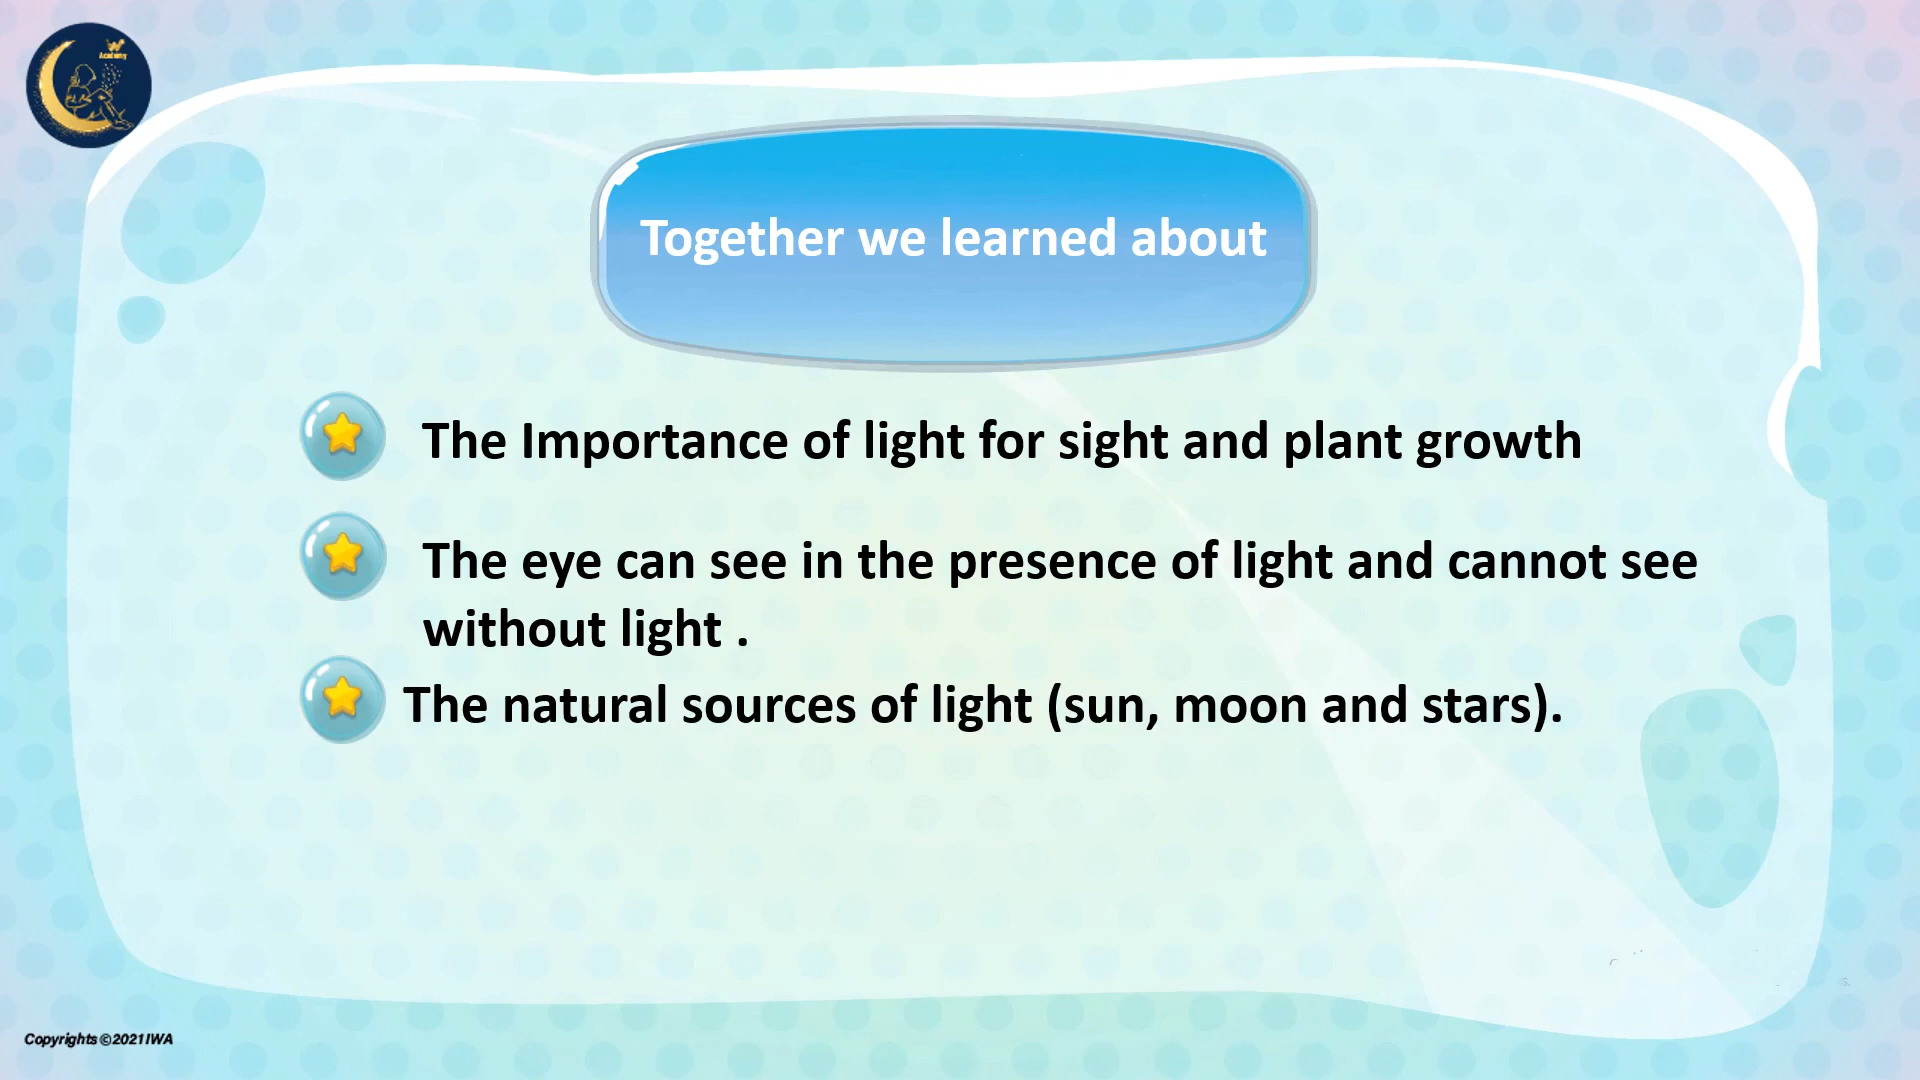 W
Academy
Together we learned about
The Importance of light for sight and plant growth
The eye can see in the presence of light and cannot see
without light .
The natural sources of light (sun, moon and stars).
Copyrights ©2021 IWA